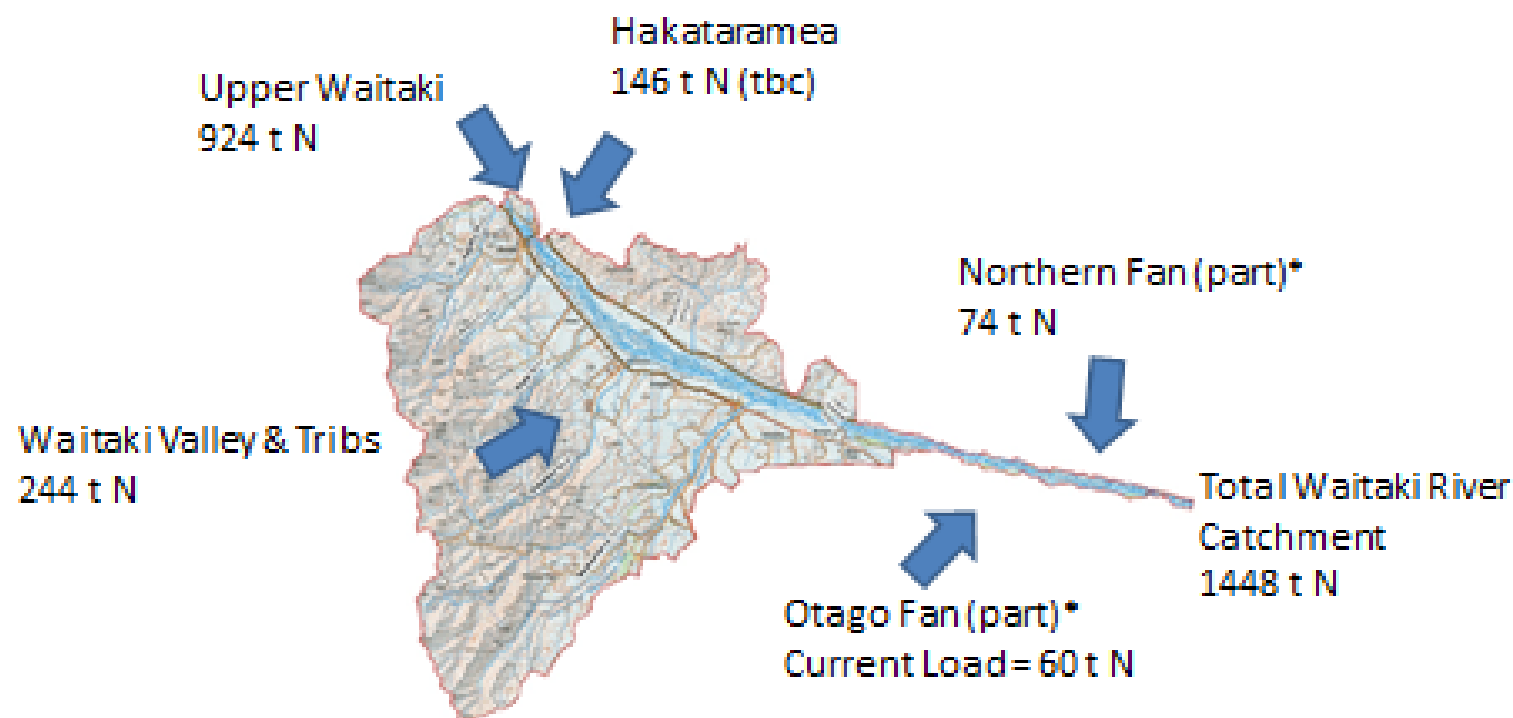 Hakataramea
146 t N (tbc)
Upper Waitaki
924 t N
Northern Fan (part)*
74 t N
Waitaki Valley & Tribs
244 t N
Total Waitaki River
Catchment
1448 t N
Otago Fan (part)*
Current Load = 60 t N